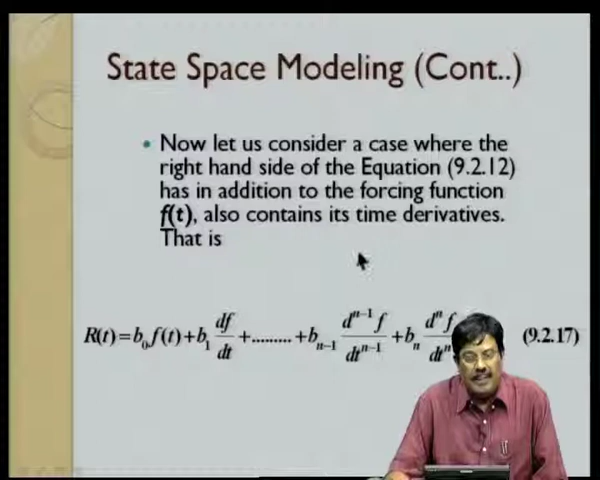 State Space Modeling (Cont..)
• Now let us consider a case where the
right hand side of the Equation (9.2.12)
has in addition to the forcing function
f(t), also contains its time derivatives.
That is
R(t)=b₀f(t)+b₁ df/dt +.........+bₙ₋₁ dⁿ⁻¹f/dtⁿ⁻¹ +bₙ dⁿf/dtⁿ (9.2.17)